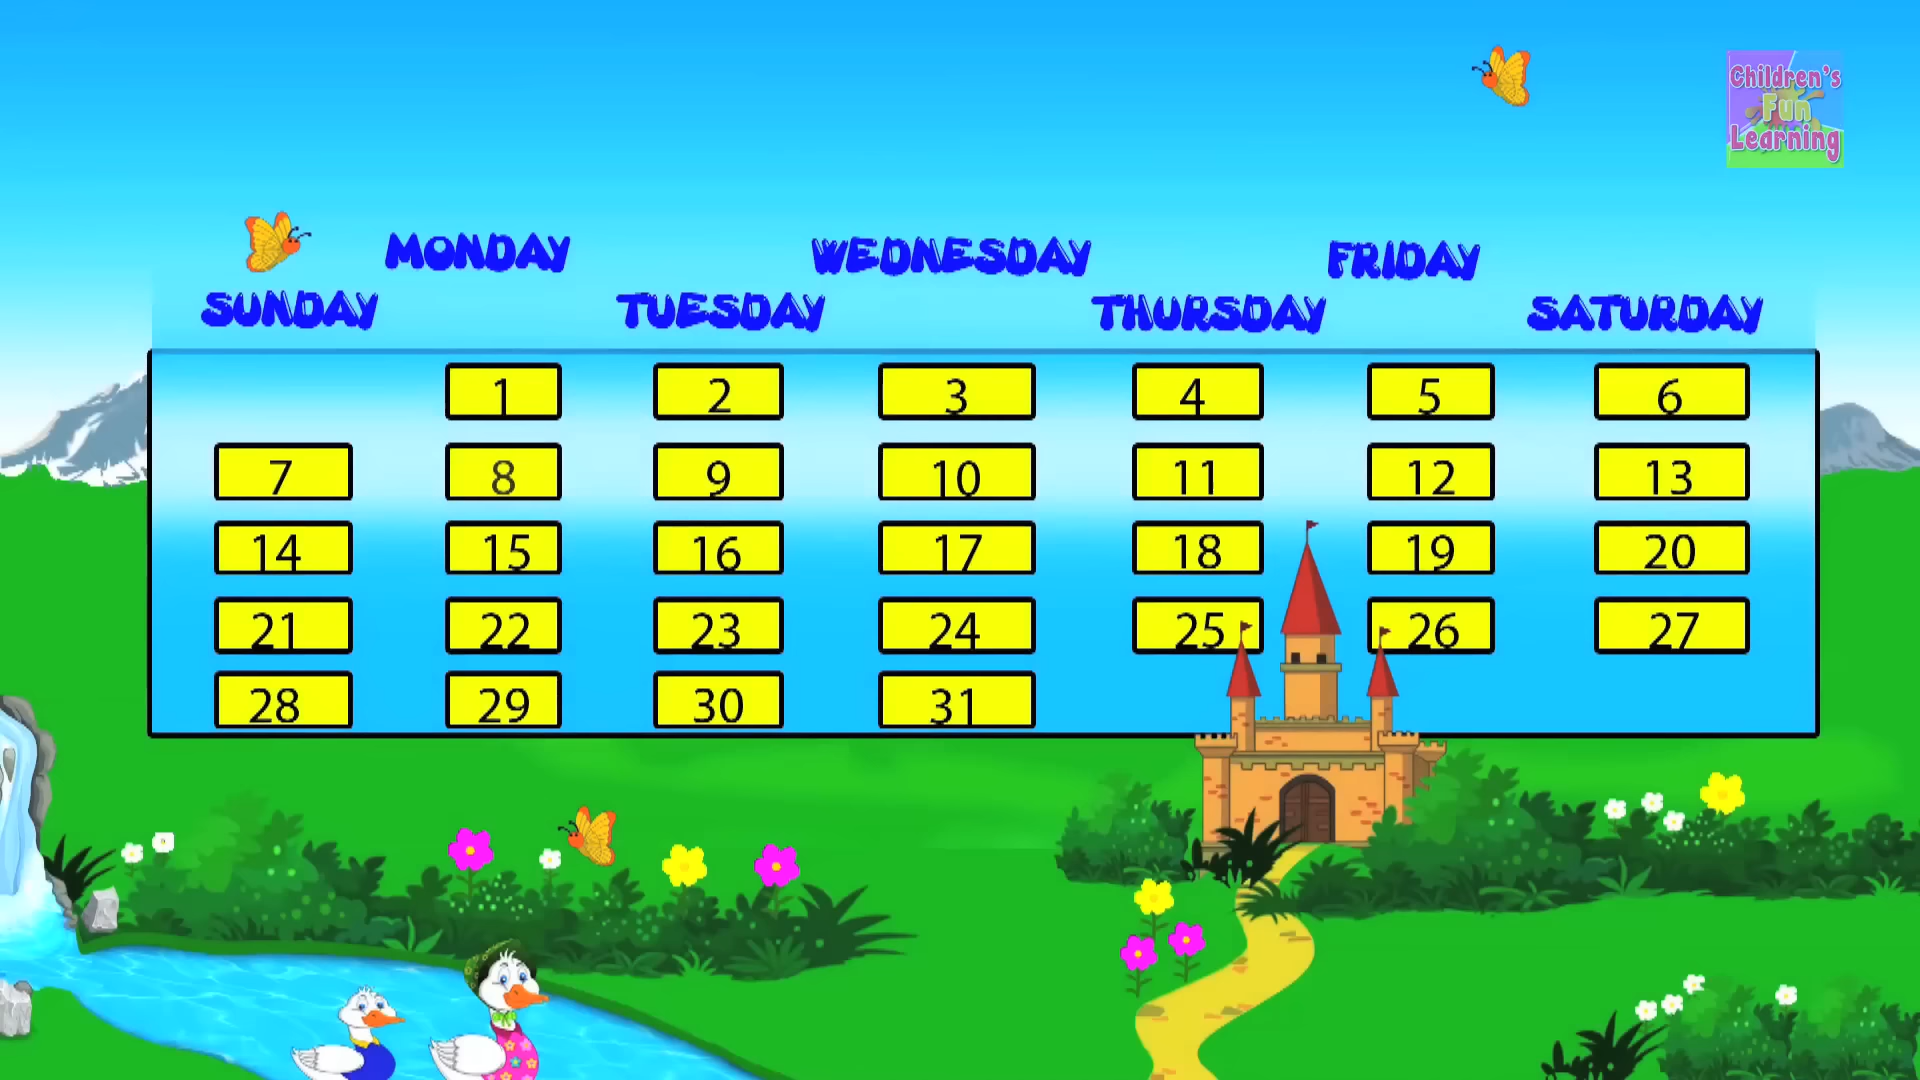 Children's
Fun
Learning
MONDAY WEDNESDAY FRIDAY
SUNDAY TUESDAY THURSDAY SATURDAY
1 2 3 4 5 6
7 8 9 10 11 12 13
14 15 16 17 18 19 20
21 22 23 24 25 26 27
28 29 30 31